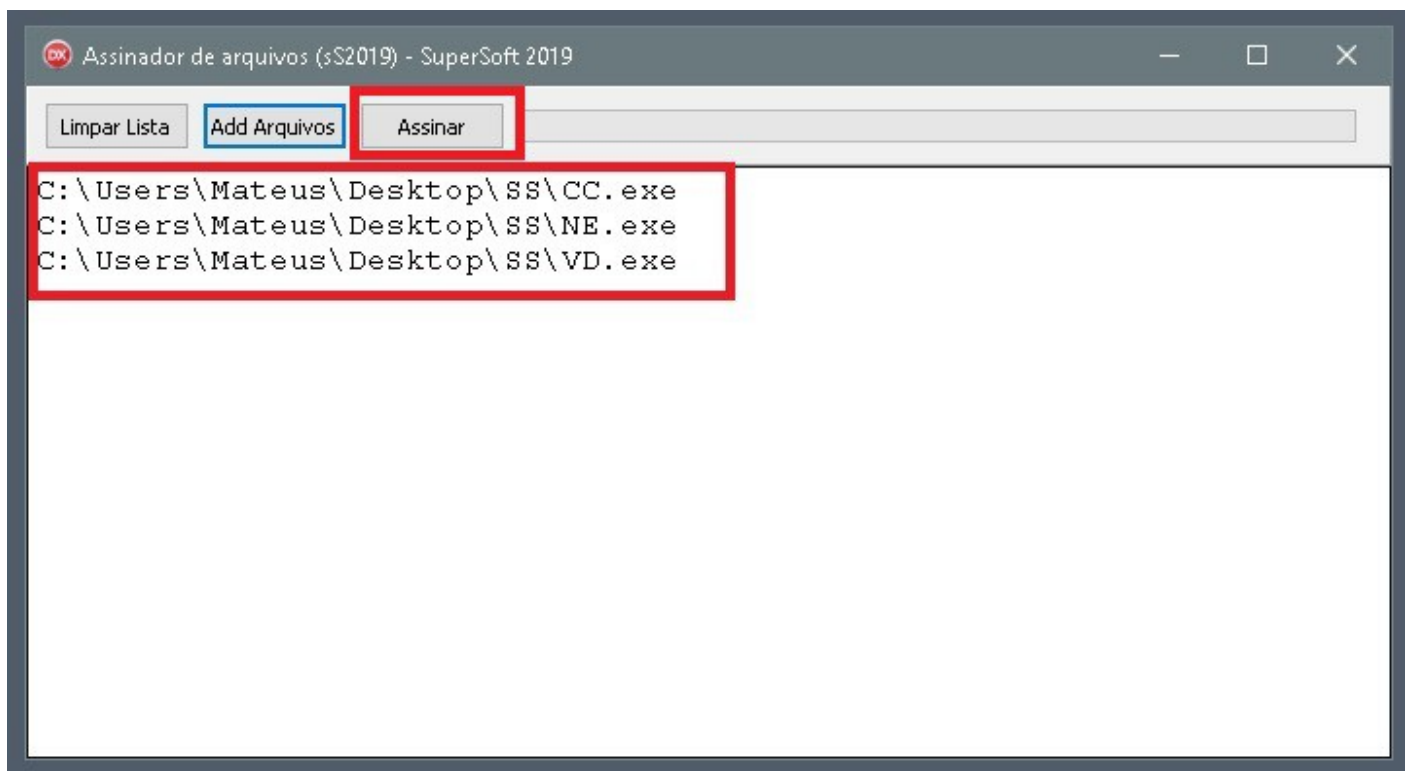 DX Assinador de arquivos (sS2019) - SuperSoft 2019
Limpar Lista Add Arquivos Assinar
C:\Users\Mateus\Desktop\SS\CC.exe
C:\Users\Mateus\Desktop\SS\NE.exe
C:\Users\Mateus\Desktop\SS\VD.exe